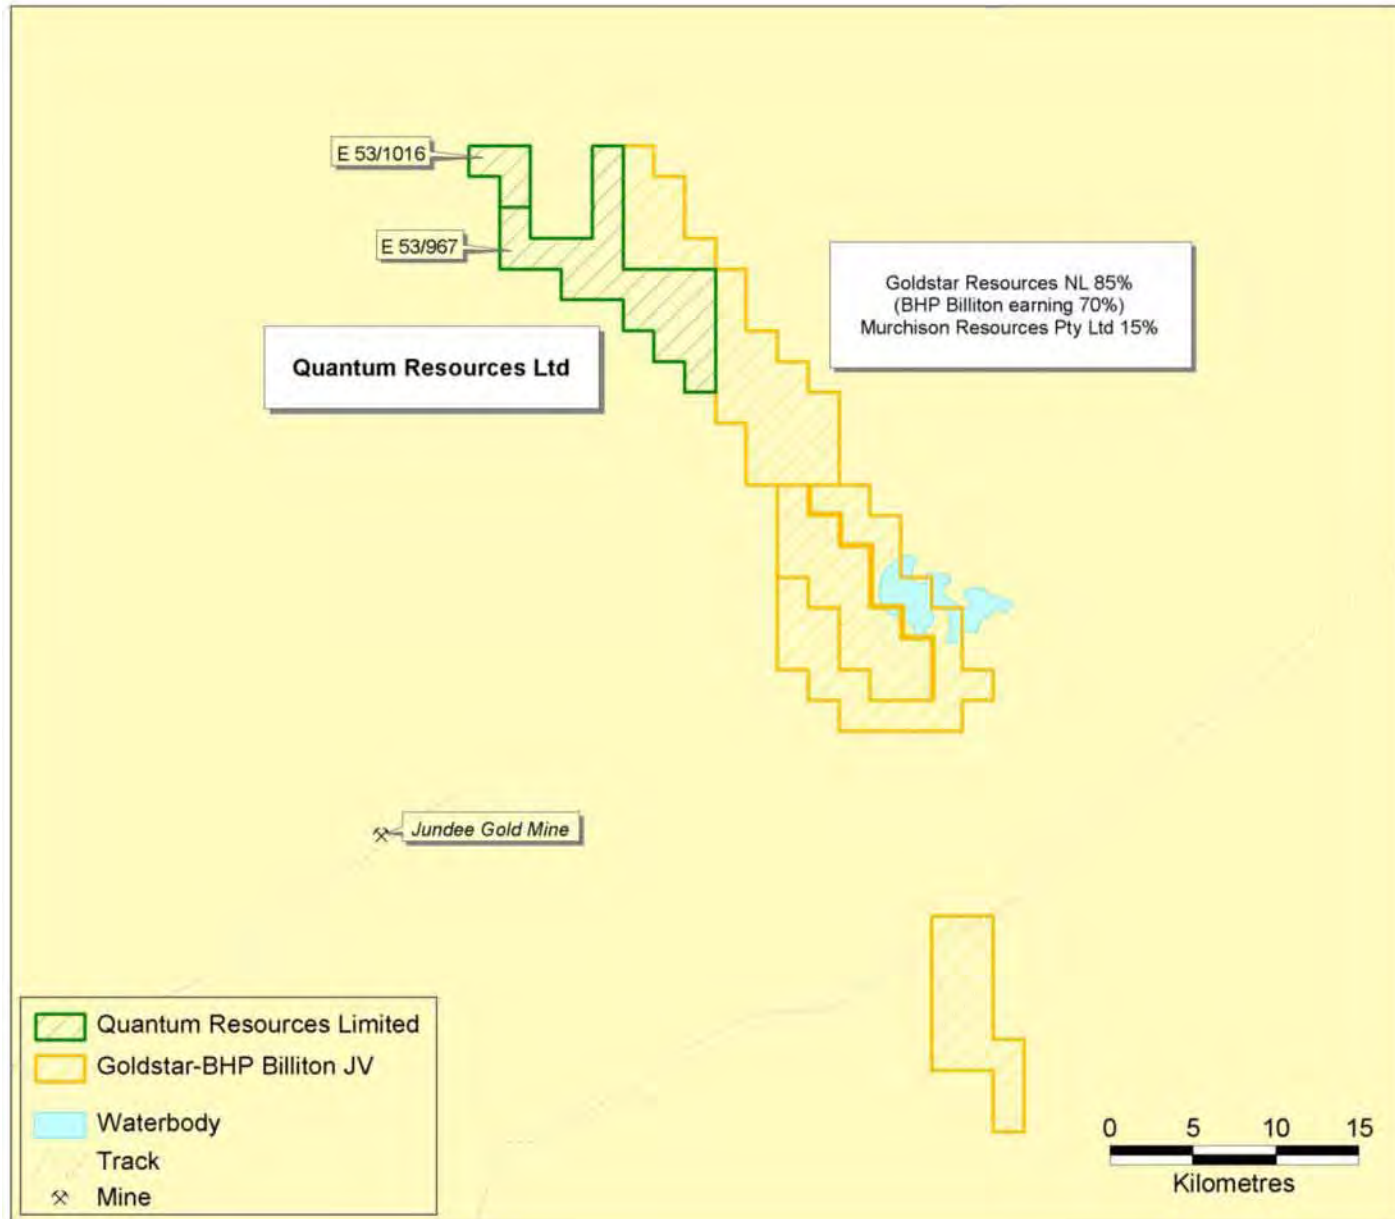 E 53/1016
E 53/967
Goldstar Resources NL 85%
(BHP Billiton earning 70%)
Murchison Resources Pty Ltd 15%
Quantum Resources Ltd
Jundee Gold Mine
Quantum Resources Limited
Goldstar-BHP Billiton JV
Waterbody
Track
Mine
0 5 10 15
Kilometres